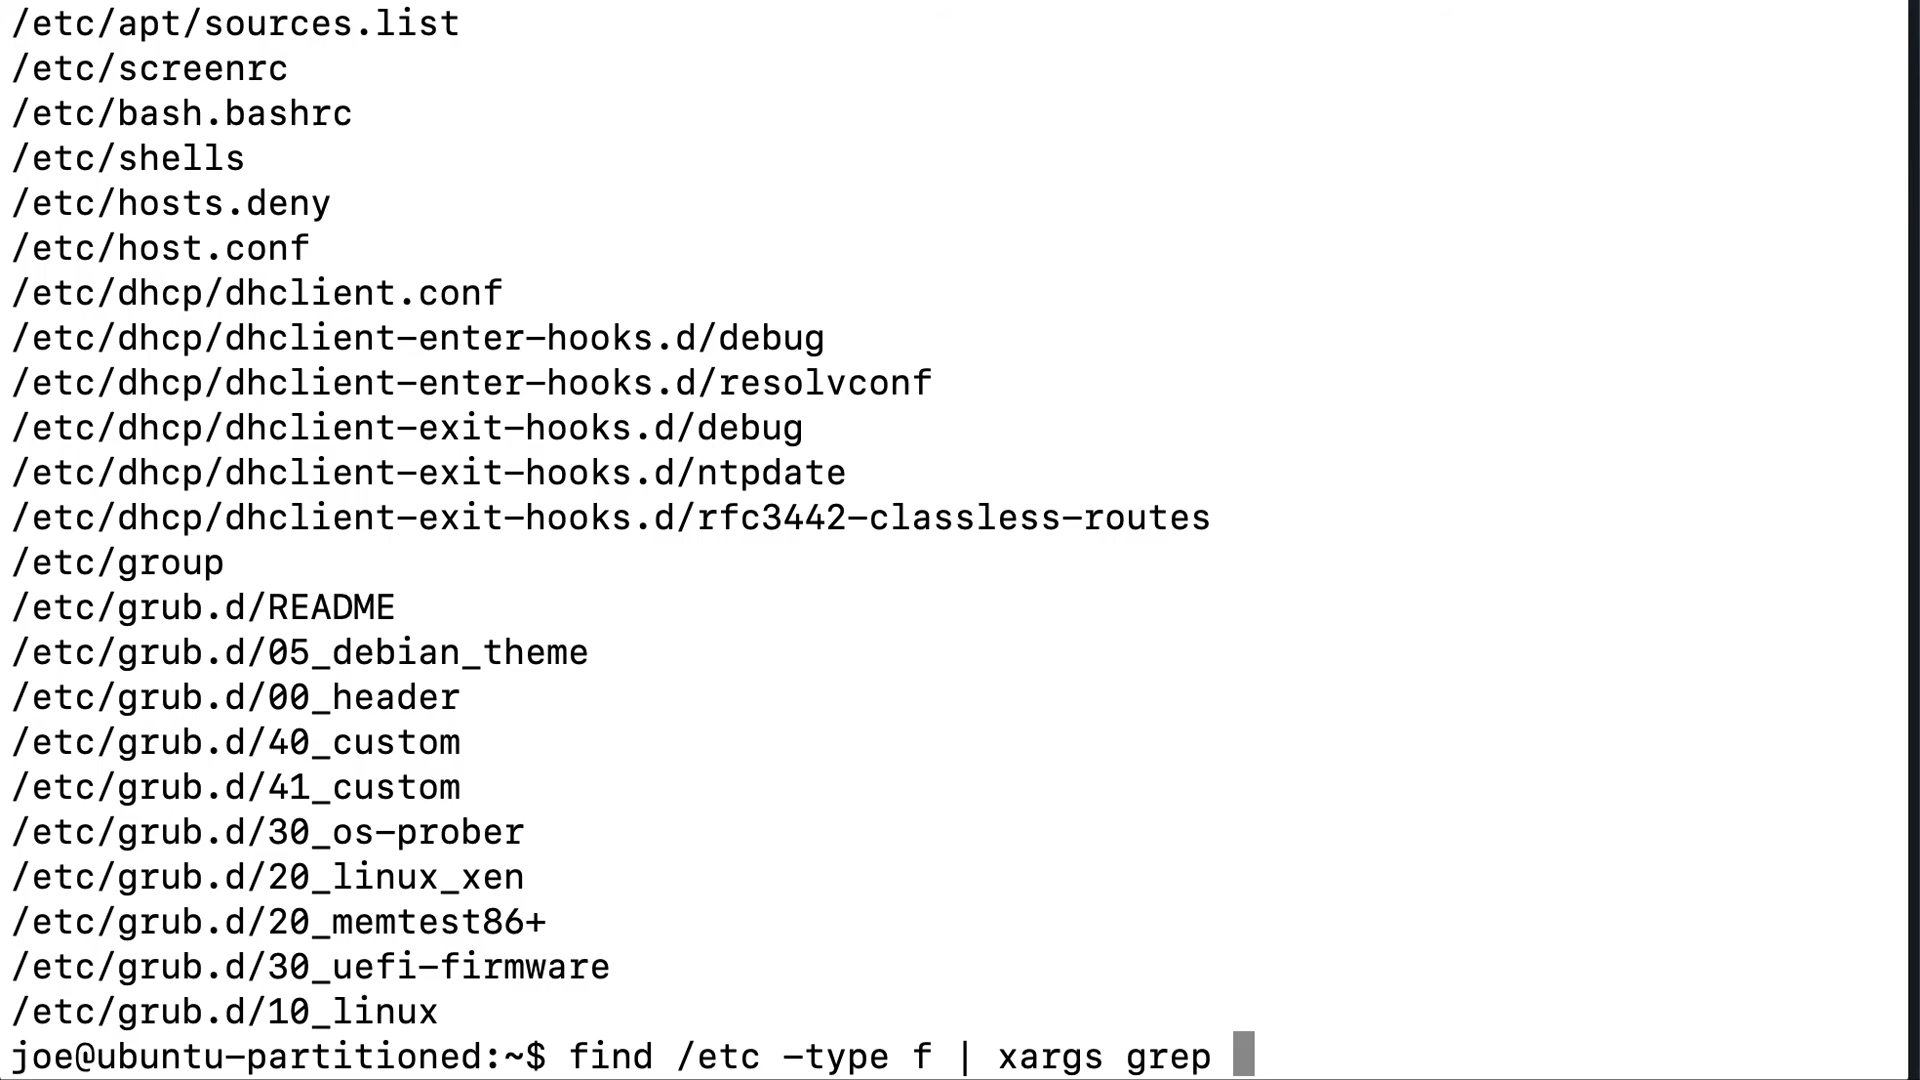 /etc/apt/sources.list
/etc/screenrc
/etc/bash.bashrc
/etc/shells
/etc/hosts.deny
/etc/host.conf
/etc/dhcp/dhclient.conf
/etc/dhcp/dhclient-enter-hooks.d/debug
/etc/dhcp/dhclient-enter-hooks.d/resolvconf
/etc/dhcp/dhclient-exit-hooks.d/debug
/etc/dhcp/dhclient-exit-hooks.d/ntpdate
/etc/dhcp/dhclient-exit-hooks.d/rfc3442-classless-routes
/etc/group
/etc/grub.d/README
/etc/grub.d/05_debian_theme
/etc/grub.d/00_header
/etc/grub.d/40_custom
/etc/grub.d/41_custom
/etc/grub.d/30_os-prober
/etc/grub.d/20_linux_xen
/etc/grub.d/20_memtest86+
/etc/grub.d/30_uefi-firmware
/etc/grub.d/10_linux
joe@ubuntu-partitioned:~$ find /etc -type f | xargs grep